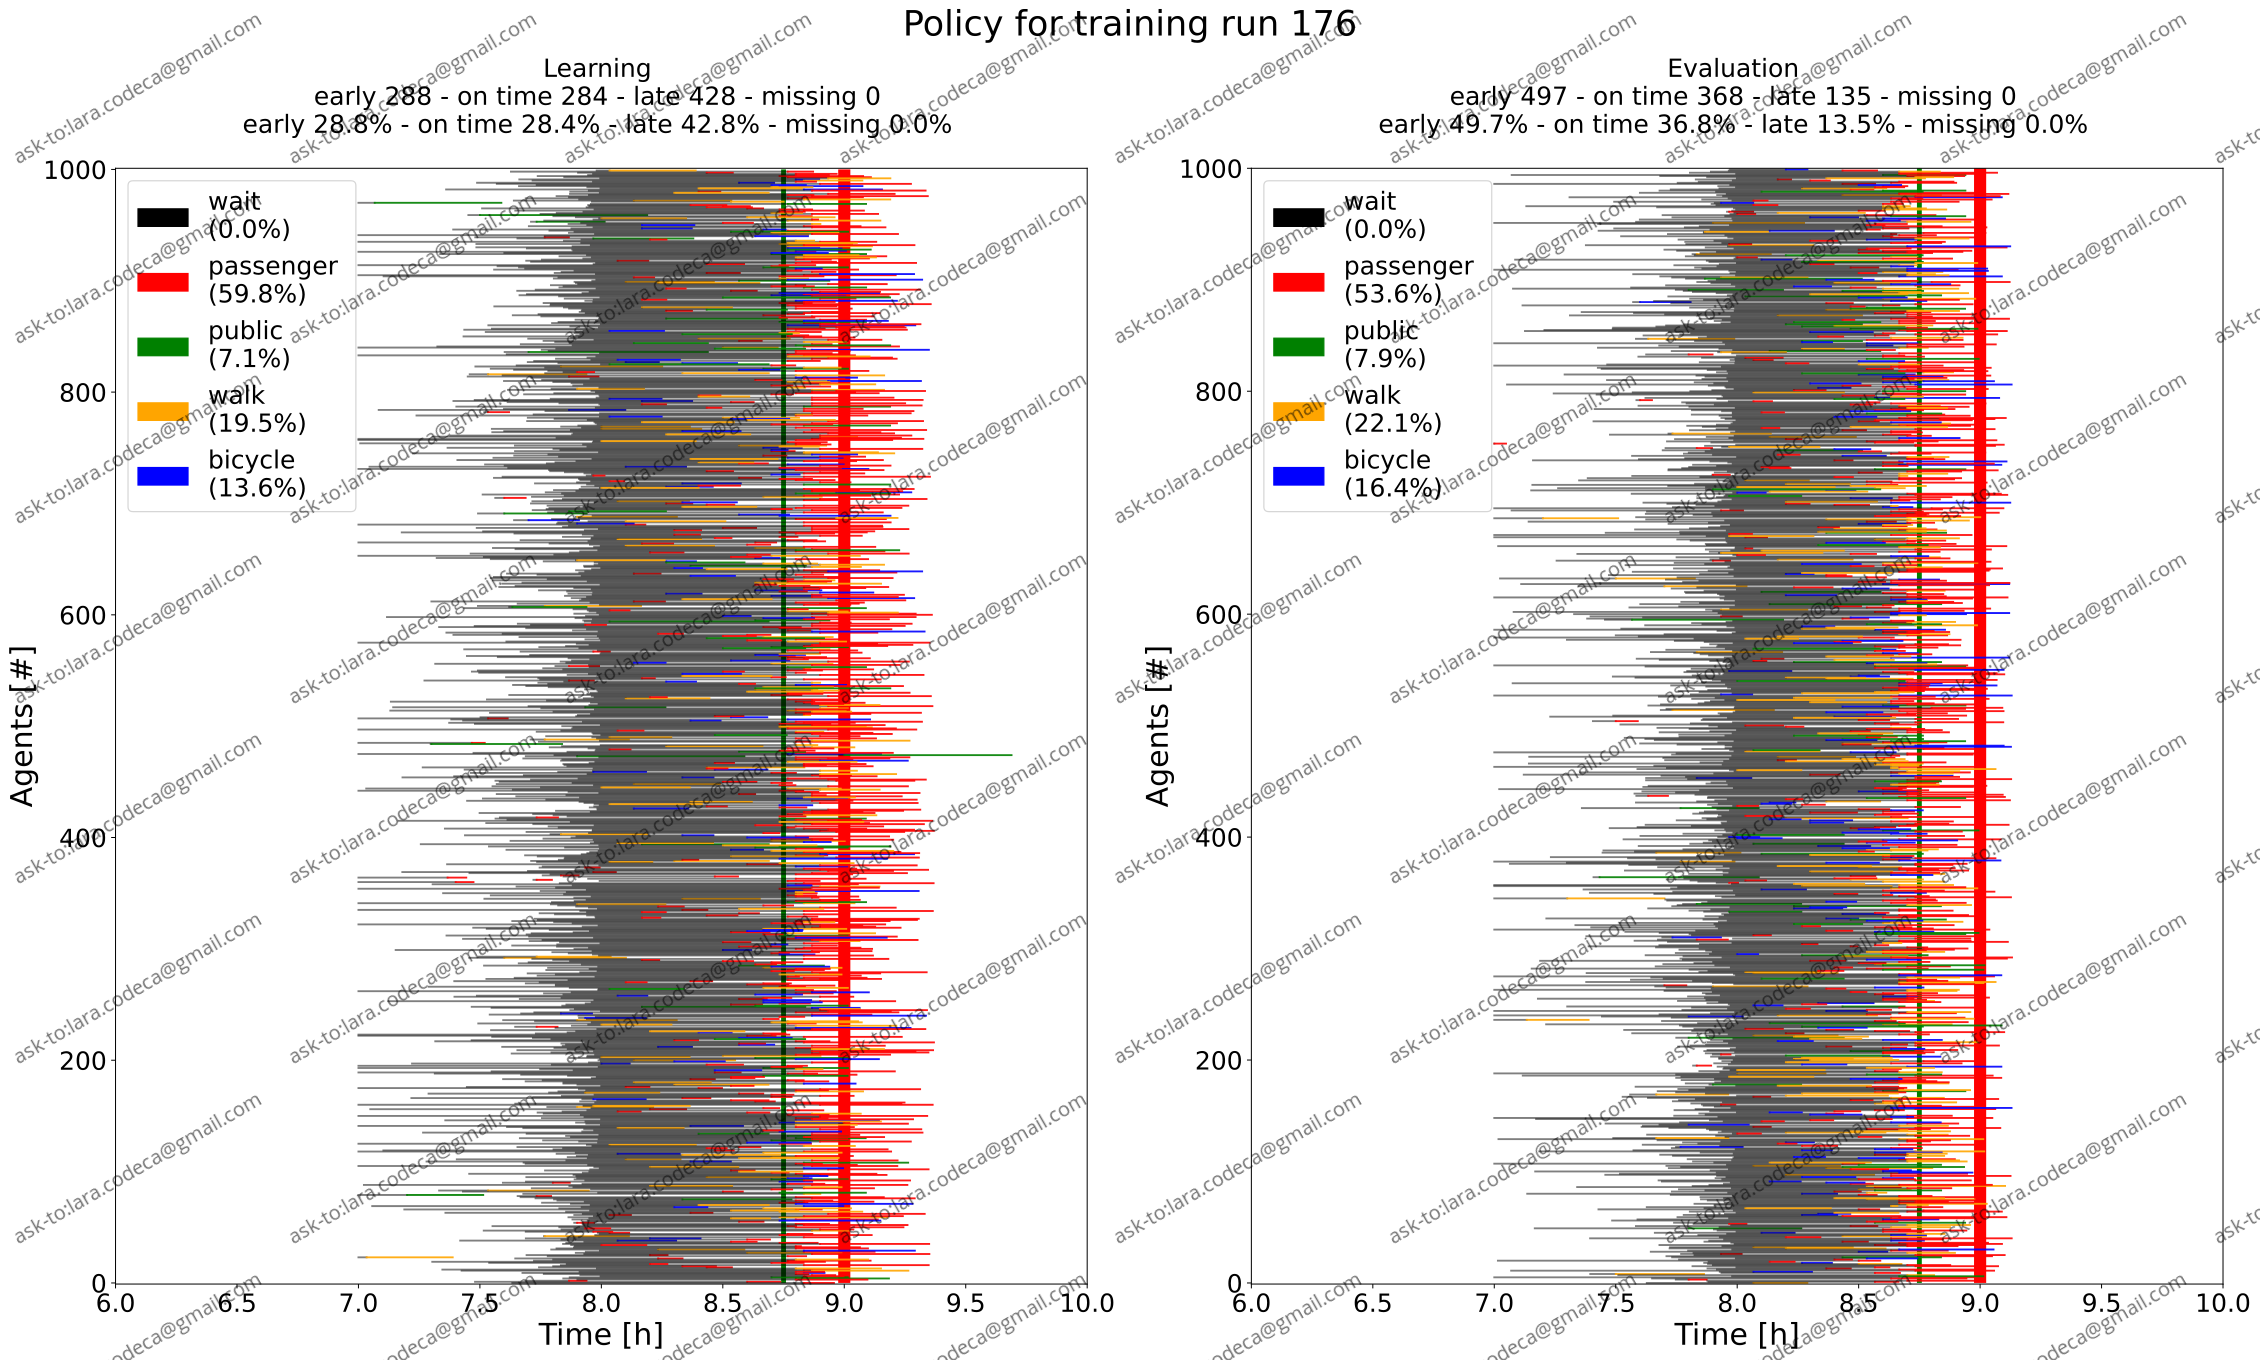 Policy for training run 176
Learning
early 288 - on time 284 - late 428 - missing 0
early 28.8% - on time 28.4% - late 42.8% - missing 0.0%
1000
800
600
400
200
0
Agents [#]
wait
(0.0%)
passenger
(59.8%)
public
(7.1%)
walk
(19.5%)
bicycle
(13.6%)
6.0 6.5 7.0 7.5 8.0 8.5 9.0 9.5 10.0
Time [h]
Evaluation
early 497 - on time 368 - late 135 - missing 0
early 49.7% - on time 36.8% - late 13.5% - missing 0.0%
1000
800
600
400
200
0
Agents [#]
wait
(0.0%)
passenger
(53.6%)
public
(7.9%)
walk
(22.1%)
bicycle
(16.4%)
6.0 6.5 7.0 7.5 8.0 8.5 9.0 9.5 10.0
Time [h]
ask-to:lara.codeca@gmail.com